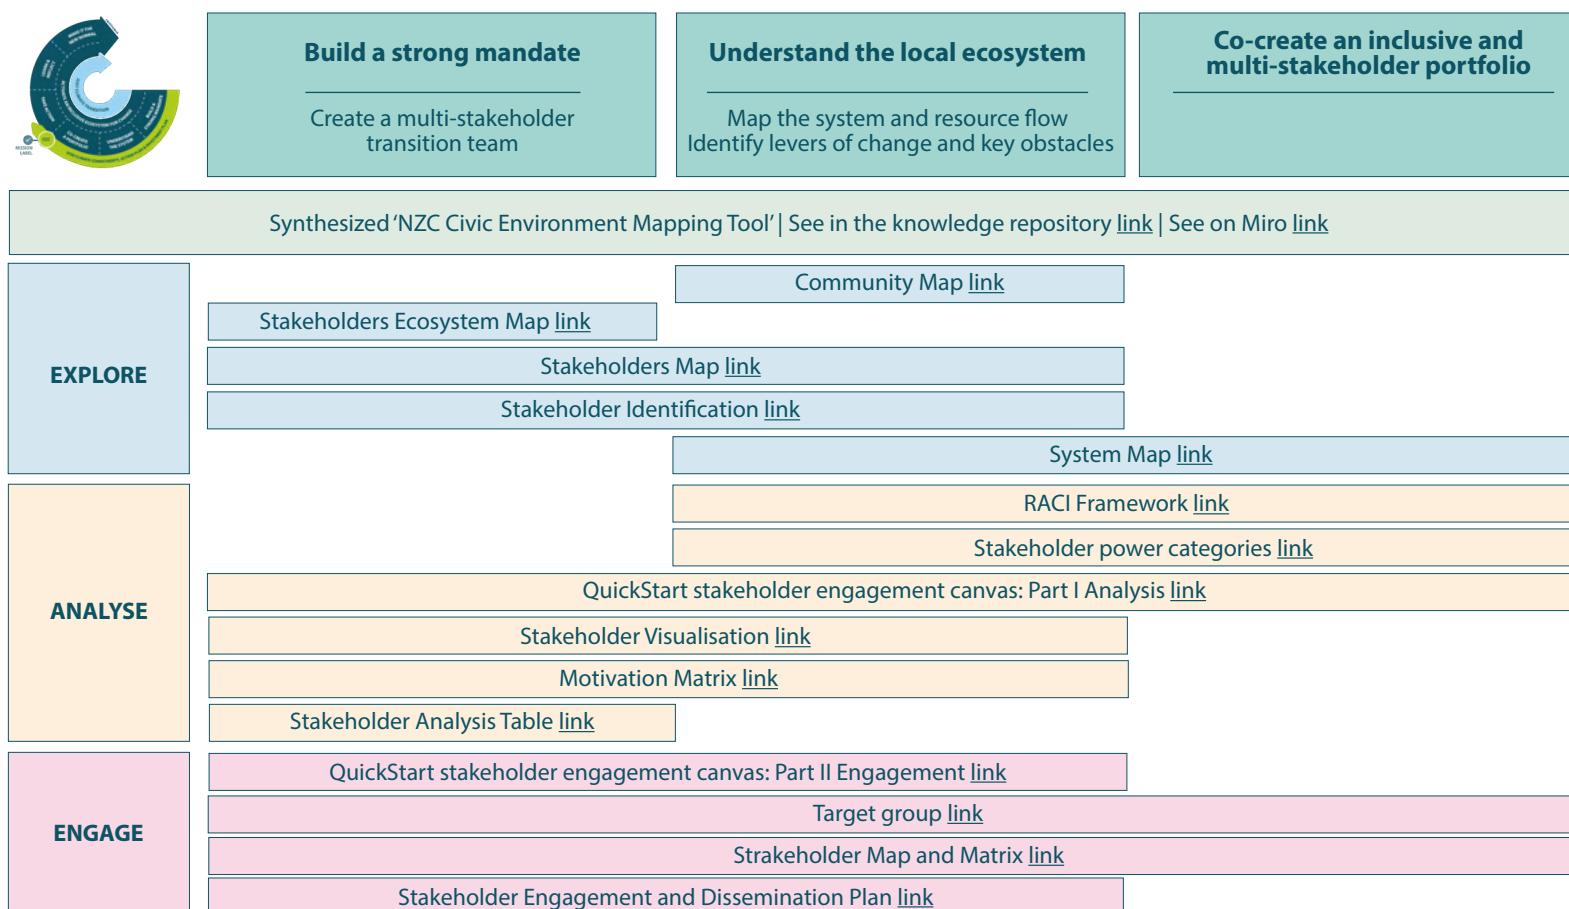 MISSION
LABEL
Build a strong mandate
Create a multi-stakeholder
transition team
Understand the local ecosystem
Map the system and resource flow
Identify levers of change and key obstacles
Co-create an inclusive and
multi-stakeholder portfolio
Synthesized ‘NZC Civic Environment Mapping Tool’ | See in the knowledge repository link | See on Miro link
EXPLORE
Community Map link
Stakeholders Ecosystem Map link
Stakeholders Map link
Stakeholder Identification link
System Map link
ANALYSE
RACI Framework link
Stakeholder power categories link
QuickStart stakeholder engagement canvas: Part I Analysis link
Stakeholder Visualisation link
Motivation Matrix link
Stakeholder Analysis Table link
ENGAGE
QuickStart stakeholder engagement canvas: Part II Engagement link
Target group link
Strakeholder Map and Matrix link
Stakeholder Engagement and Dissemination Plan link